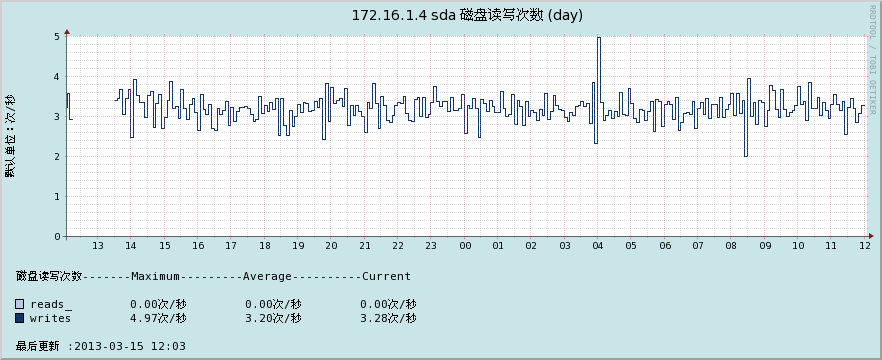 172.16.1.4 sda 磁盘读写次数 (day)
RRDTOOL / TOBI OETIKER
默认单位：次/秒
5
4
3
2
1
0
13 14 15 16 17 18 19 20 21 22 23 00 01 02 03 04 05 06 07 08 09 10 11 12
磁盘读写次数-------Maximum---------Average----------Current
reads_ 0.00次/秒 0.00次/秒 0.00次/秒
writes 4.97次/秒 3.20次/秒 3.28次/秒
最后更新 :2013-03-15 12:03